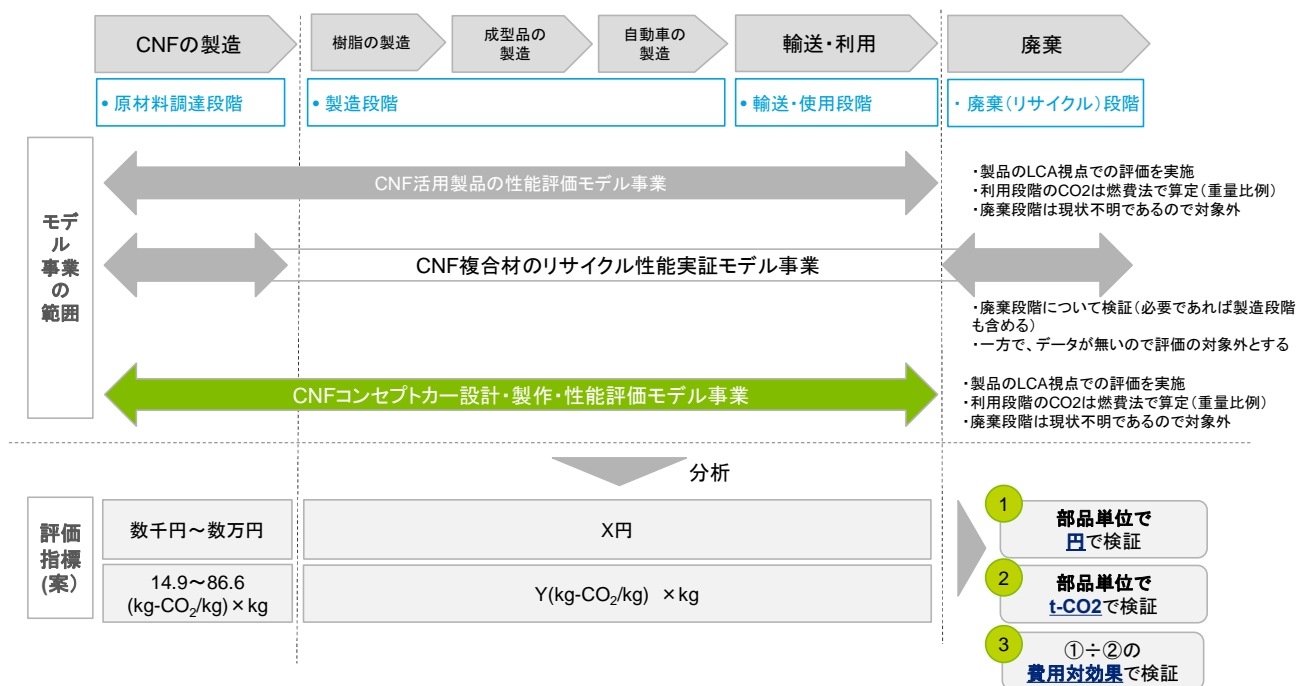 CNFの製造
樹脂の製造
成型品の
製造
自動車の
製造
輸送・利用
廃棄
• 原材料調達段階
• 製造段階
• 輸送・使用段階
・ 廃棄(リサイクル)段階
モデ
ル
事業
の
範囲
CNF活用製品の性能評価モデル事業
・製品のLCA視点での評価を実施
・利用段階のCO2は燃費法で算定(重量比例)
・廃棄段階は現状不明であるので対象外
CNF複合材のリサイクル性能実証モデル事業
・廃棄段階について検証(必要であれば製造段階
も含める)
・一方で、データが無いので評価の対象外とする
CNFコンセプトカー設計・製作・性能評価モデル事業
・製品のLCA視点での評価を実施
・利用段階のCO2は燃費法で算定(重量比例)
・廃棄段階は現状不明であるので対象外
分析
評価
指標
(案)
数千円～数万円
X円
14.9～86.6
(kg-CO₂/kg)×kg
Y(kg-CO₂/kg) ×kg
1
部品単位で
円で検証
2
部品単位で
t-CO2で検証
3
①÷②の
費用対効果で検証